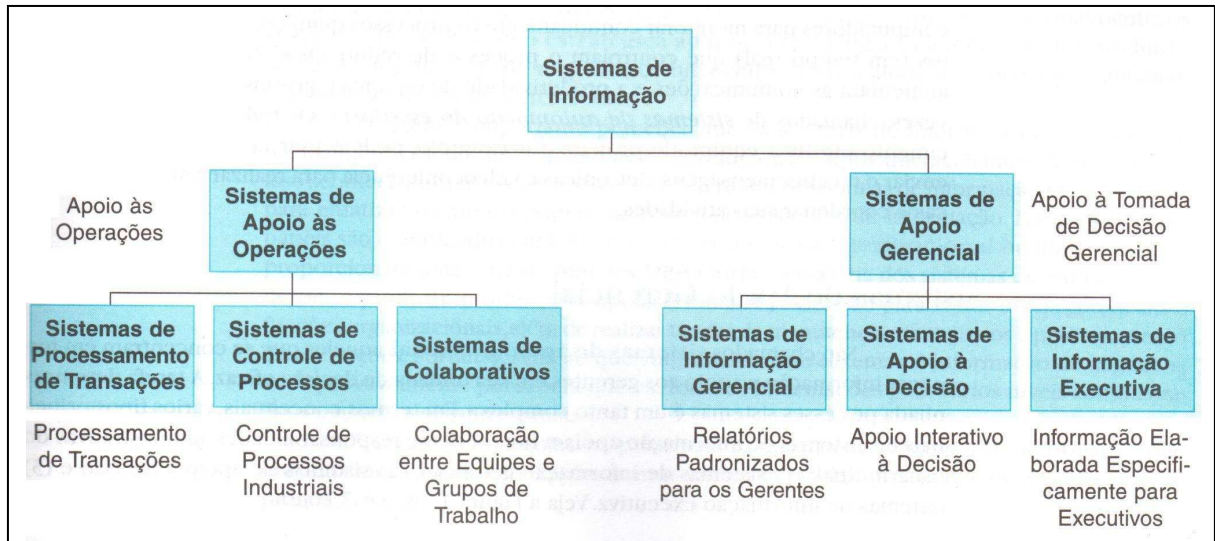 Sistemas de
Informação
Apoio às
Operações
Sistemas de
Apoio às
Operações
Sistemas de
Apoio
Gerencial
Apoio à Tomada
de Decisão
Gerencial
Sistemas de
Processamento
de Transações
Sistemas de
Controle de
Processos
Sistemas de
Colaborativos
Sistemas de
Informação
Gerencial
Sistemas de
Apoio à
Decisão
Sistemas de
Informação
Executiva
Processamento
de Transações
Controle de
Processos
Industriais
Colaboração
entre Equipes e
Grupos de
Trabalho
Relatórios
Padronizados
para os Gerentes
Apoio Interativo
à Decisão
Informação Ela-
borada Especifi-
camente para
Executivos